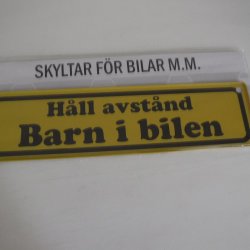 SKYLTAR FÖR BILAR M.M.
Håll avstånd
Barn i bilen